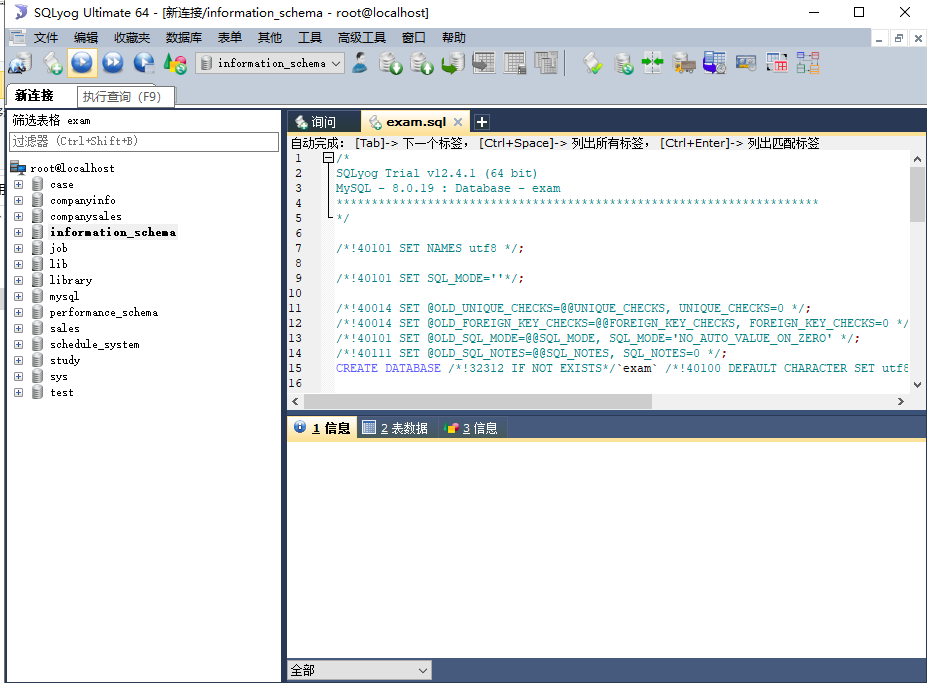 SQLyog Ultimate 64 - [新连接/information_schema - root@localhost]
文件 编辑 收藏夹 数据库 表单 其他 工具 高级工具 窗口 帮助
information_schema
新连接
执行查询（F9）
筛选表格 exam
过滤器 (Ctrl+Shift+B)
root@localhost
case
companyinfo
companysales
information_schema
job
lib
library
mysql
performance_schema
sales
schedule_system
study
sys
test
询问 exam.sql
自动完成： [Tab]-> 下一个标签， [Ctrl+Space]-> 列出所有标签， [Ctrl+Enter]-> 列出匹配标签
1 /*
2 SQLyog Trial v12.4.1 (64 bit)
3 MySQL - 8.0.19 : Database - exam
4 *********************************************************************
5 */
6
7 /*!40101 SET NAMES utf8 */;
8
9 /*!40101 SET SQL_MODE=''*/;
10
11 /*!40014 SET @OLD_UNIQUE_CHECKS=@@UNIQUE_CHECKS, UNIQUE_CHECKS=0 */;
12 /*!40014 SET @OLD_FOREIGN_KEY_CHECKS=@@FOREIGN_KEY_CHECKS, FOREIGN_KEY_CHECKS=0 */
13 /*!40101 SET @OLD_SQL_MODE=@@SQL_MODE, SQL_MODE='NO_AUTO_VALUE_ON_ZERO' */;
14 /*!40111 SET @OLD_SQL_NOTES=@@SQL_NOTES, SQL_NOTES=0 */;
15 CREATE DATABASE /*!32312 IF NOT EXISTS*/`exam` /*!40100 DEFAULT CHARACTER SET utf8
16
1 信息 2 表数据 3 信息
全部